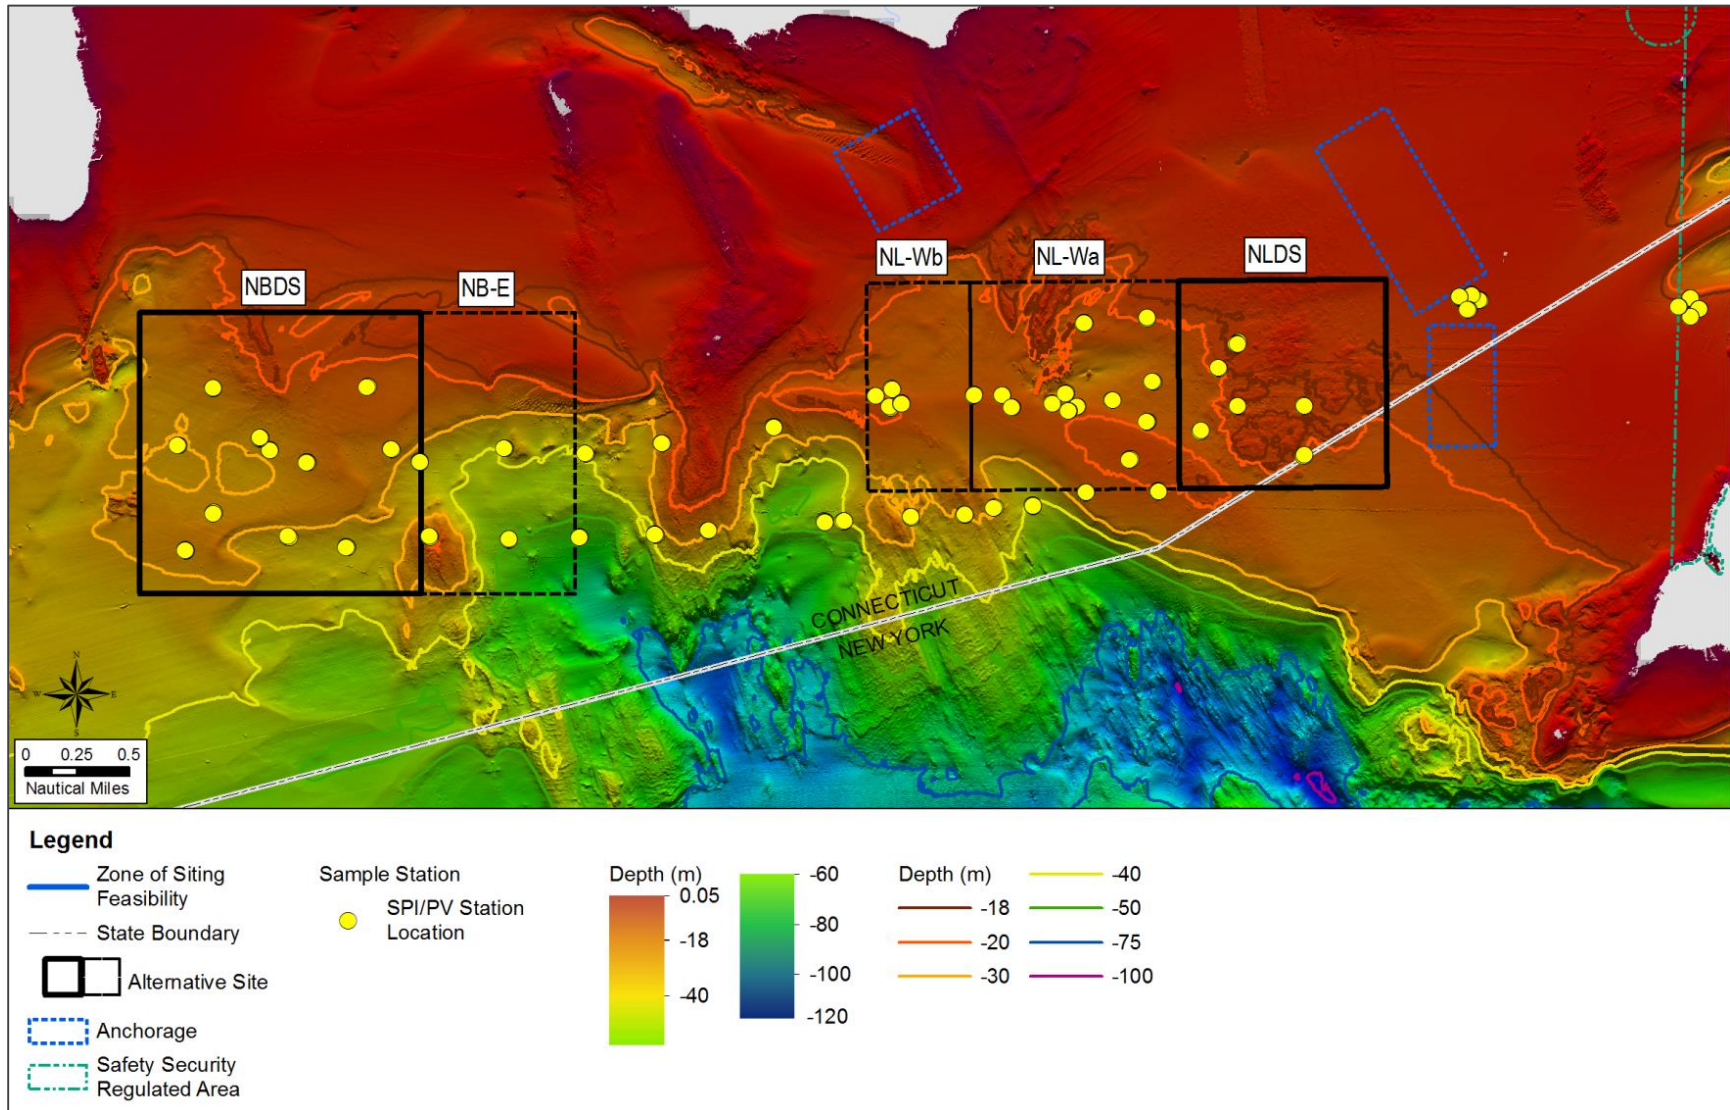 NBDS
NB-E
NL-Wb
NL-Wa
NLDS
CONNECTICUT
NEW YORK
N
W
E
S
0 0.25 0.5
Nautical Miles
Legend
Zone of Siting
Feasibility
State Boundary
Alternative Site
Anchorage
Safety Security
Regulated Area
Sample Station
SPI/PV Station
Location
Depth (m)
0.05
-18
-40
-60
-80
-100
-120
Depth (m)
-18
-20
-30
-40
-50
-75
-100